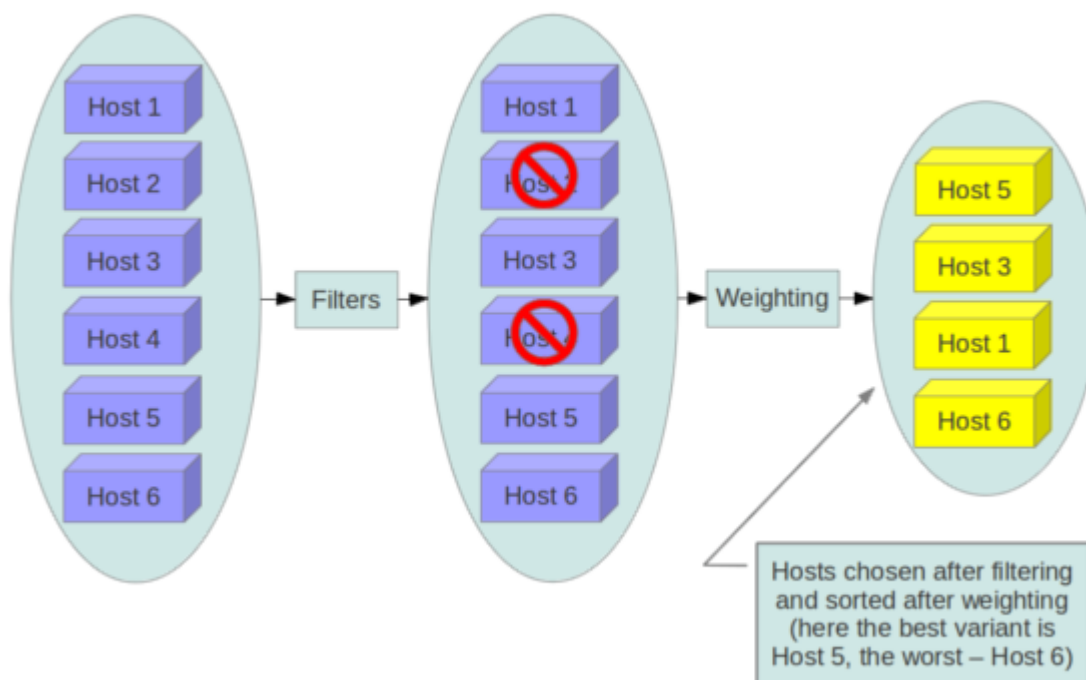 Host 1
Host 2
Host 3
Host 4
Host 5
Host 6
Filters
Host 1
Host
Host 3
Host
Host 5
Host 6
Weighting
Host 5
Host 3
Host 1
Host 6
Hosts chosen after filtering
and sorted after weighting
(here the best variant is
Host 5, the worst – Host 6)